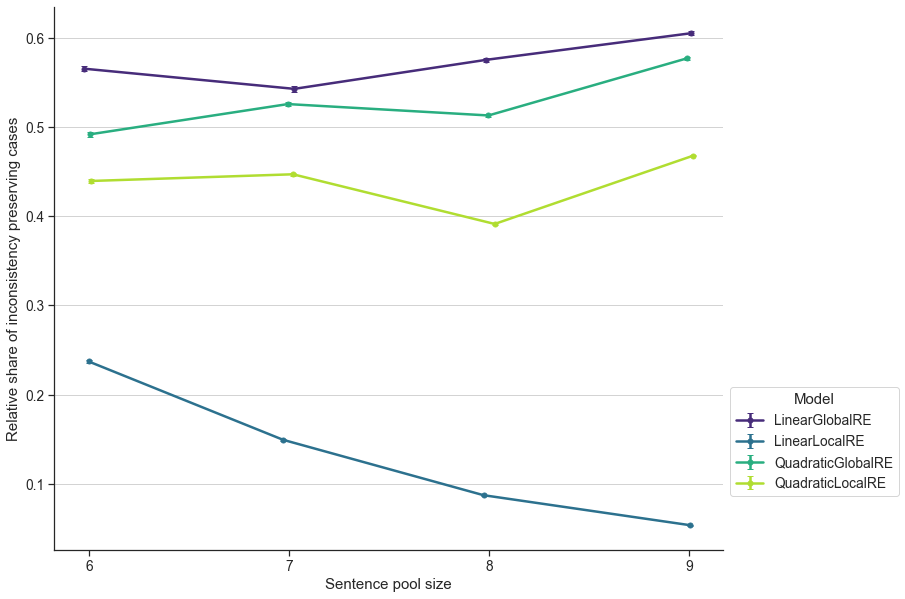 Relative share of inconsistency preserving cases
0.6
0.5
0.4
0.3
0.2
0.1
6 7 8 9
Sentence pool size
Model
LinearGlobalRE
LinearLocalRE
QuadraticGlobalRE
QuadraticLocalRE